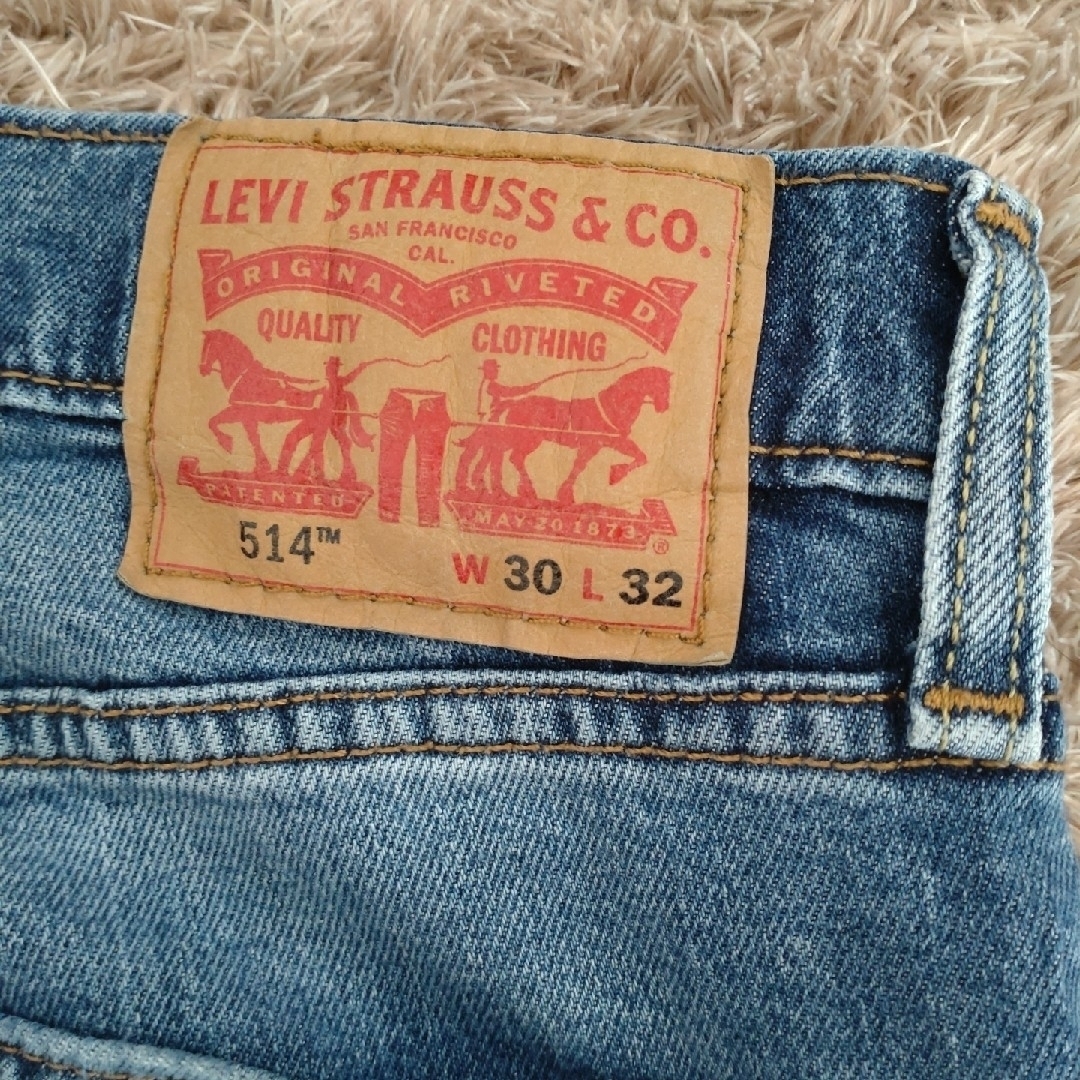 LEVI STRAUSS & CO.
SAN FRANCISCO
CAL.
ORIGINAL RIVETED
QUALITY CLOTHING
PATENTED MAY 20 1873
®
514™ W 30 L 32